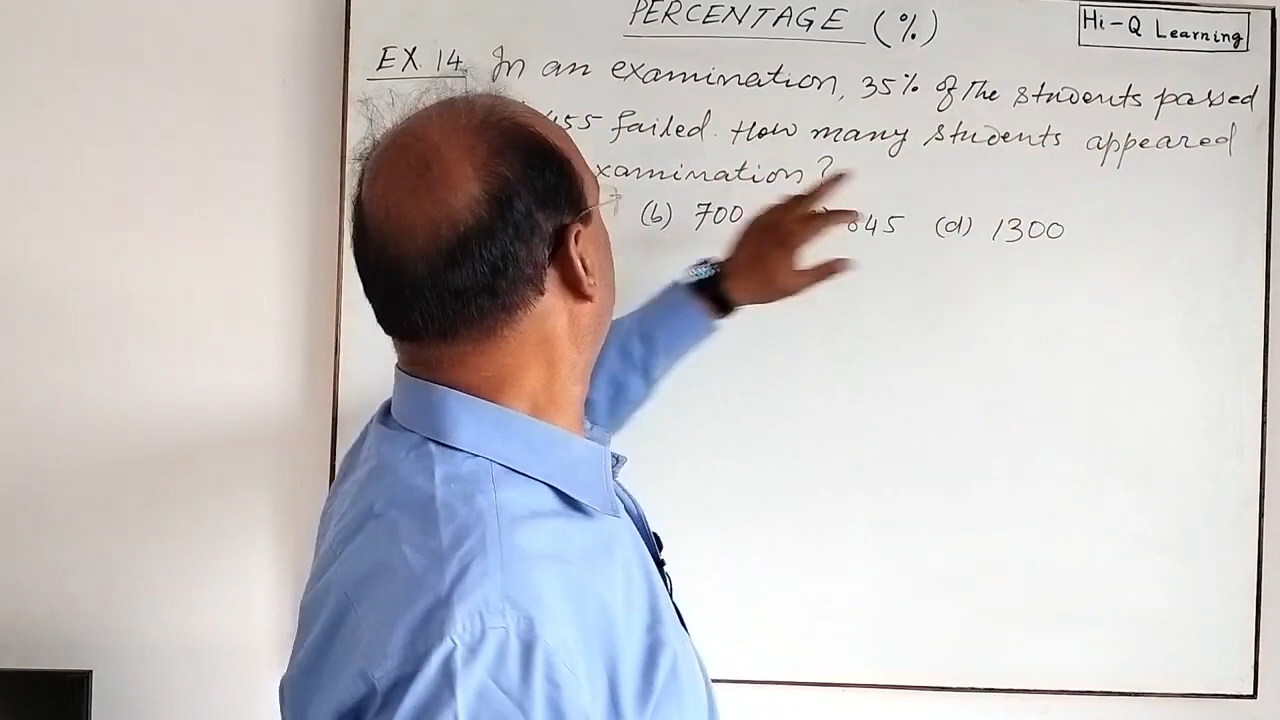 PERCENTAGE (%)
Hi-Q Learning
EX. 14. In an examination, 35% of The students passed
455 failed. How many students appeared
examination?
(b) 700 845 (d) 1300